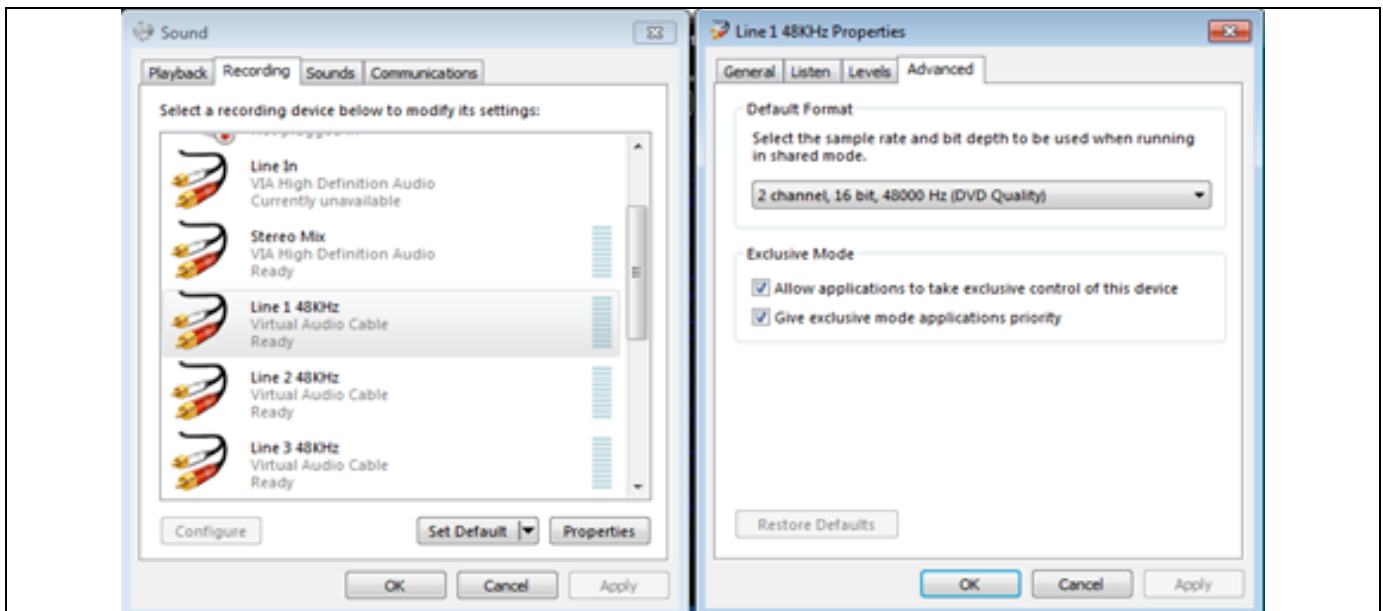 Sound
Playback Recording Sounds Communications
Select a recording device below to modify its settings:
Line In
VIA High Definition Audio
Currently unavailable
Stereo Mix
VIA High Definition Audio
Ready
Line 1 48KHz
Virtual Audio Cable
Ready
Line 2 48KHz
Virtual Audio Cable
Ready
Line 3 48KHz
Virtual Audio Cable
Ready
Configure Set Default Properties
OK Cancel Apply
Line 1 48KHz Properties
General Listen Levels Advanced
Default Format
Select the sample rate and bit depth to be used when running
in shared mode.
2 channel, 16 bit, 48000 Hz (DVD Quality)
Exclusive Mode
Allow applications to take exclusive control of this device
Give exclusive mode applications priority
Restore Defaults
OK Cancel Apply